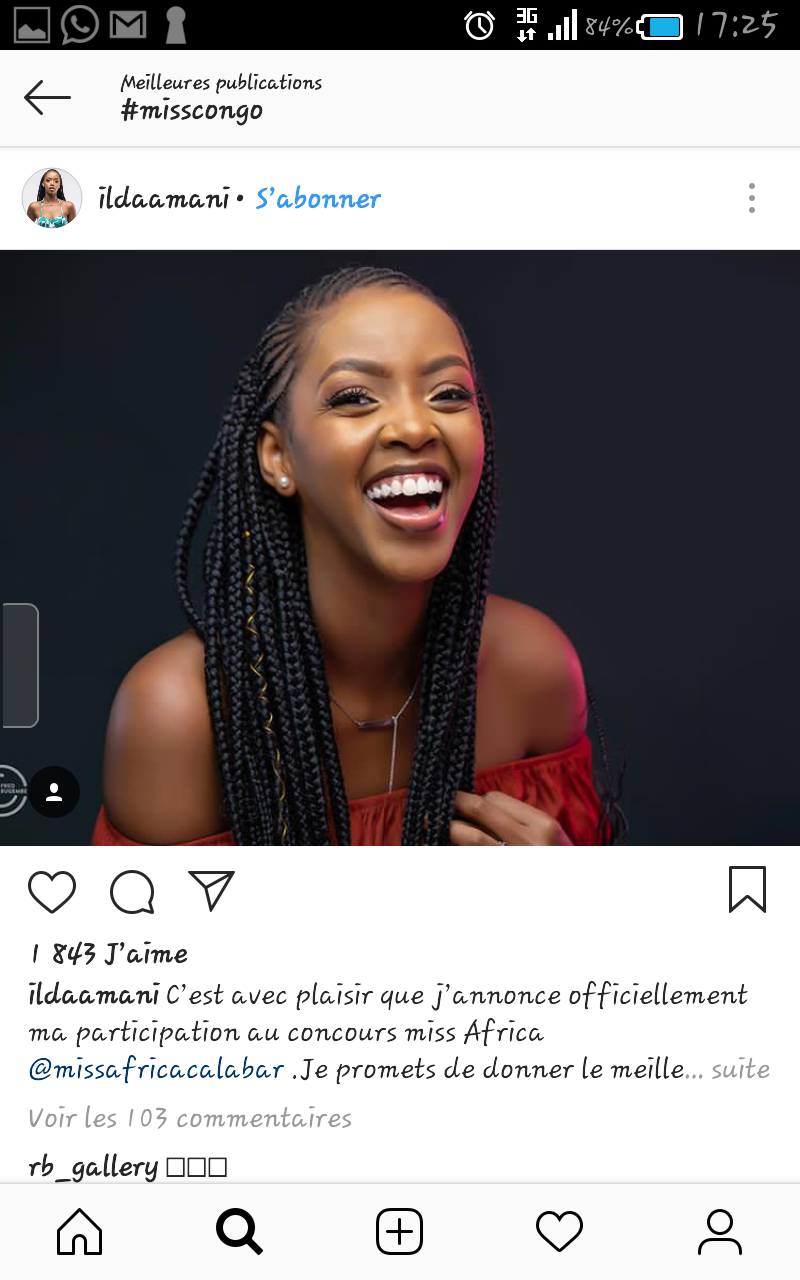 3G 84% 17:25
Meilleures publications
#misscongo
ildaamani • S'abonner
1 843 J'aime
ildaamani C'est avec plaisir que j'annonce officiellement
ma participation au concours miss Africa
@missafricacalabar .Je promets de donner le meille... suite
Voir les 103 commentaires
rb_gallery